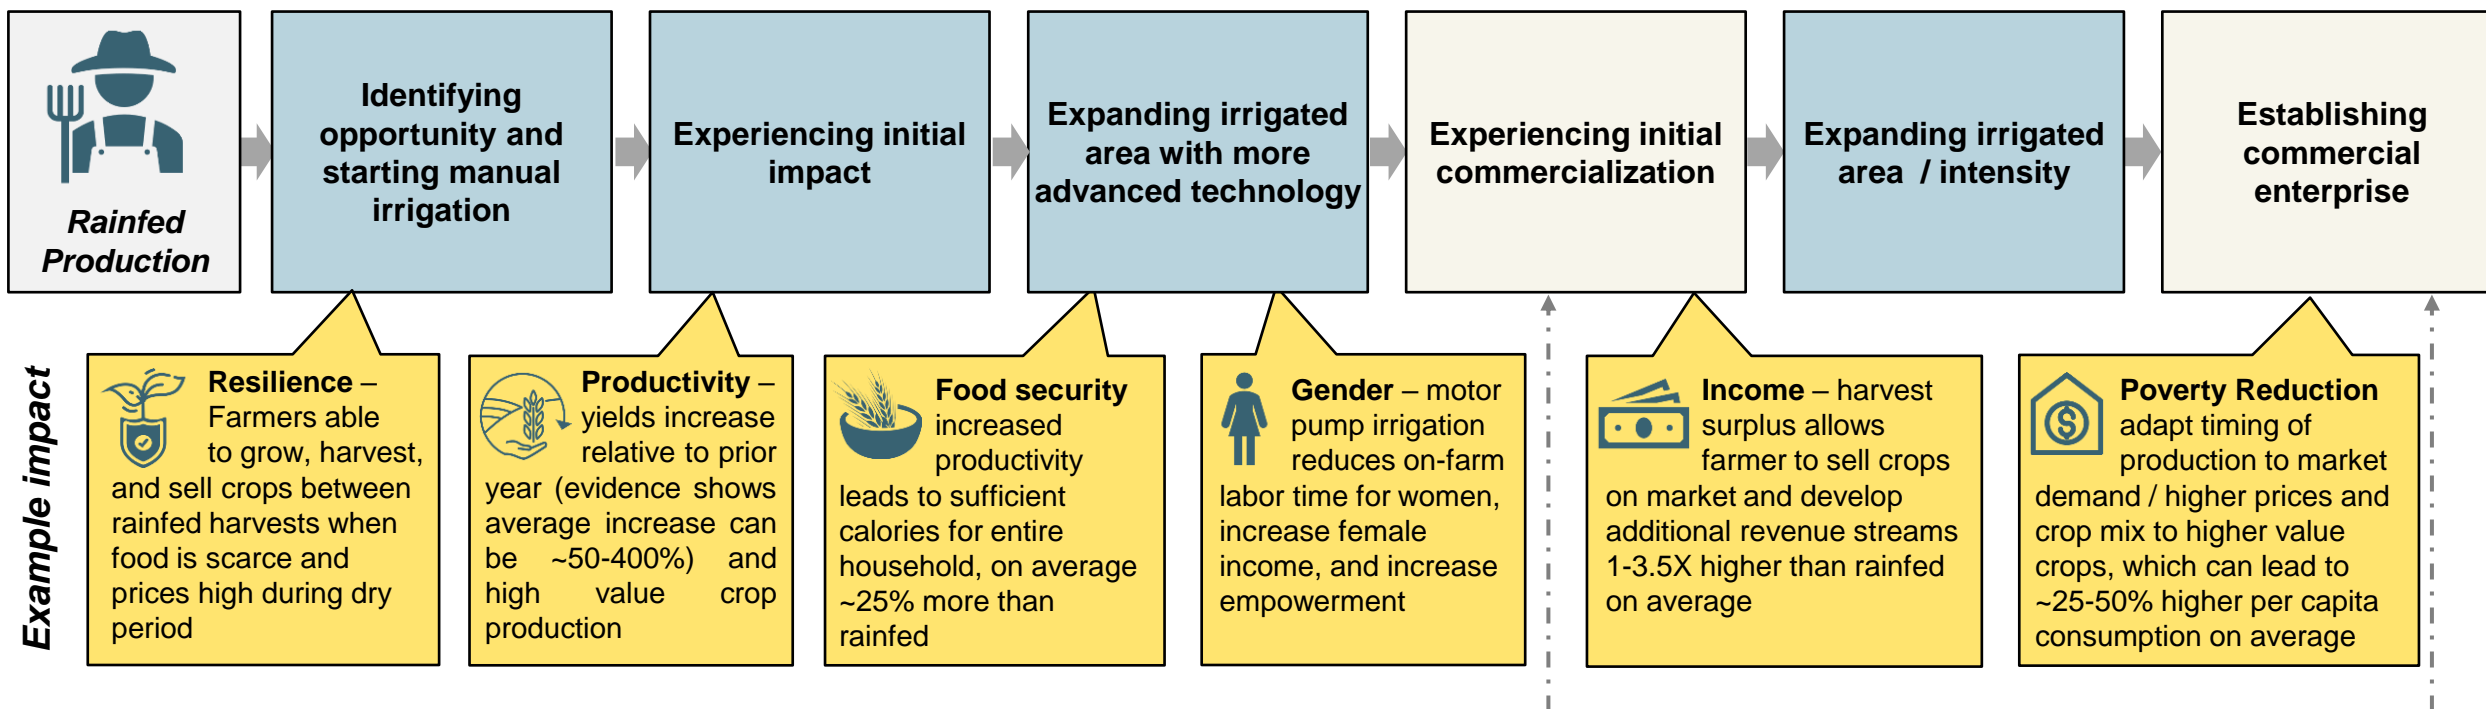 Rainfed
Production
Identifying
opportunity and
starting manual
irrigation
Experiencing initial
impact
Expanding irrigated
area with more
advanced technology
Experiencing initial
commercialization
Expanding irrigated
area / intensity
Establishing
commercial
enterprise
Example impact
Resilience –
Farmers able
to grow, harvest,
and sell crops between
rainfed harvests when
food is scarce and
prices high during dry
period
Productivity –
yields increase
relative to prior
year (evidence shows
average increase can
be ~50-400%) and
high value crop
production
Food security
increased
productivity
leads to sufficient
calories for entire
household, on average
~25% more than
rainfed
Gender – motor
pump irrigation
reduces on-farm
labor time for women,
increase female
income, and increase
empowerment
Income – harvest
surplus allows
farmer to sell crops
on market and develop
additional revenue streams
1-3.5X higher than rainfed
on average
Poverty Reduction
adapt timing of
production to market
demand / higher prices and
crop mix to higher value
crops, which can lead to
~25-50% higher per capita
consumption on average